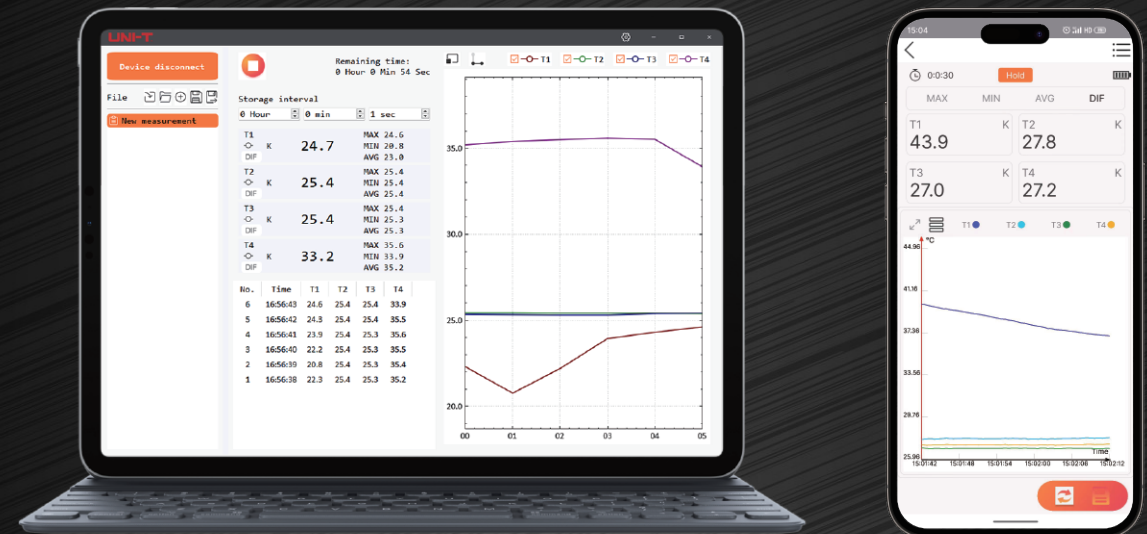 UNI-T
Device disconnect
File
New measurement
Remaining time:
0 Hour 0 Min 54 Sec
Storage interval
0 Hour 0 min 1 sec
T1 K 24.7 DIF
MAX 24.6
MIN 20.8
AVG 23.0
T2 K 25.4 DIF
MAX 25.4
MIN 25.4
AVG 25.4
T3 K 25.4 DIF
MAX 25.4
MIN 25.3
AVG 25.3
T4 K 33.2 DIF
MAX 35.6
MIN 33.9
AVG 35.2
No. Time T1 T2 T3 T4
6 16:56:43 24.6 25.4 25.4 33.9
5 16:56:42 24.3 25.4 25.4 35.5
4 16:56:41 23.9 25.4 25.3 35.6
3 16:56:40 22.2 25.4 25.3 35.5
2 16:56:39 20.8 25.4 25.3 35.4
1 16:56:38 22.3 25.4 25.3 35.2
T1 T2 T3 T4
35.0
30.0
25.0
20.0
00 01 02 03 04 05
15:04
HD
0:0:30 Hold
MAX MIN AVG DIF
T1 K T2 K
43.9 27.8
T3 K T4 K
27.0 27.2
T1 T2 T3 T4
°C
44.96
41.16
37.36
33.56
29.76
25.96
Time
15:01:42 15:01:48 15:01:54 15:02:00 15:02:06 15:02:12